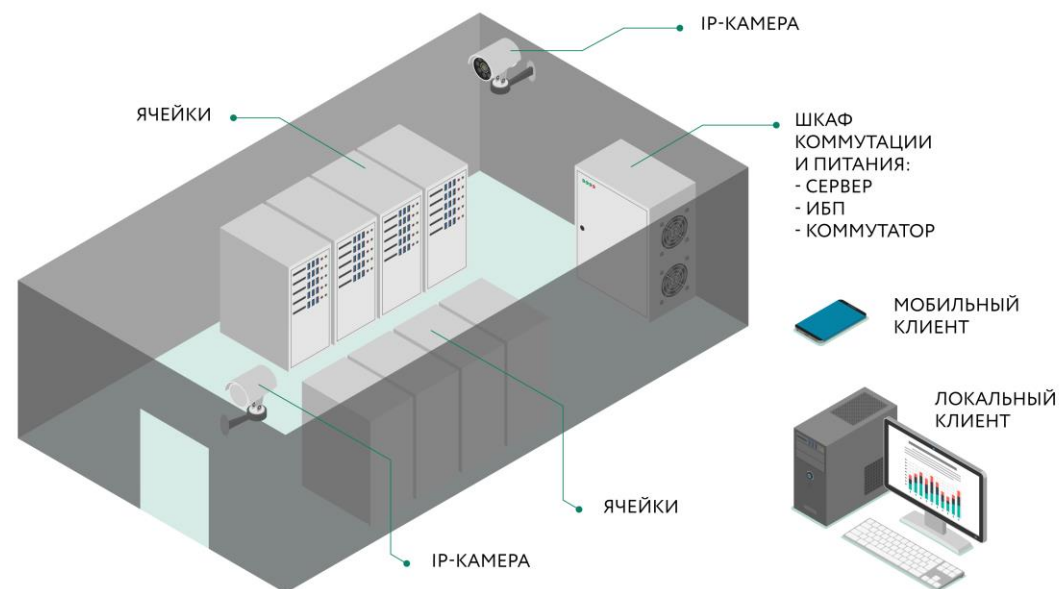 IP-КАМЕРА
ЯЧЕЙКИ
ШКАФ
КОММУТАЦИИ
И ПИТАНИЯ:
- СЕРВЕР
- ИБП
- КОММУТАТОР
МОБИЛЬНЫЙ
КЛИЕНТ
ЛОКАЛЬНЫЙ
КЛИЕНТ
ЯЧЕЙКИ
IP-КАМЕРА